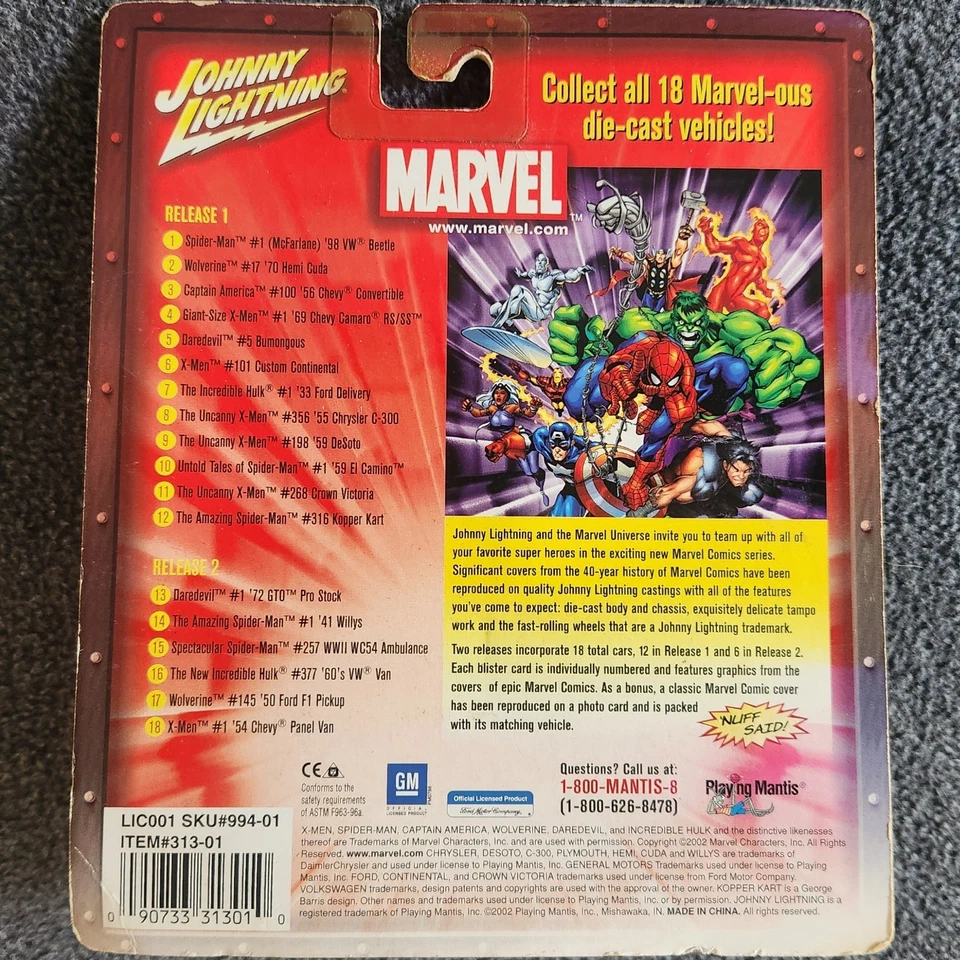 JOHNNY
LIGHTNING®
Collect all 18 Marvel-ous
die-cast vehicles!
MARVEL™
www.marvel.com
RELEASE 1
1 Spider-Man™ #1 (McFarlane) '98 VW® Beetle
2 Wolverine™ #17 '70 Hemi Cuda
3 Captain America™ #100 '56 Chevy® Convertible
4 Giant-Size X-Men™ #1 '69 Chevy Camaro® RS/SS™
5 Daredevil™ #5 Bumongous
6 X-Men™ #101 Custom Continental
7 The Incredible Hulk® #1 '33 Ford Delivery
8 The Uncanny X-Men™ #356 '55 Chrysler C-300
9 The Uncanny X-Men™ #198 '59 DeSoto
10 Untold Tales of Spider-Man™ #1 '59 El Camino™
11 The Uncanny X-Men™ #268 Crown Victoria
12 The Amazing Spider-Man™ #316 Kopper Kart
RELEASE 2
13 Daredevil™ #1 '72 GTO™ Pro Stock
14 The Amazing Spider-Man™ #1 '41 Willys
15 Spectacular Spider-Man™ #257 WWII WC54 Ambulance
16 The New Incredible Hulk® #377 '60's VW® Van
17 Wolverine™ #145 '50 Ford F1 Pickup
18 X-Men™ #1 '54 Chevy® Panel Van
Johnny Lightning and the Marvel Universe invite you to team up with all of
your favorite super heroes in the exciting new Marvel Comics series.
Significant covers from the 40-year history of Marvel Comics have been
reproduced on quality Johnny Lightning castings with all of the features
you've come to expect: die-cast body and chassis, exquisitely delicate tampo
work and the fast-rolling wheels that are a Johnny Lightning trademark.
Two releases incorporate 18 total cars, 12 in Release 1 and 6 in Release 2.
Each blister card is individually numbered and features graphics from the
covers of epic Marvel Comics. As a bonus, a classic Marvel Comic cover
has been reproduced on a photo card and is packed
with its matching vehicle.
'NUFF
SAID!
CE
Conforms to the
safety requirements
of ASTM F963-96a.
GM
OFFICIAL
LICENSED PRODUCT
Official Licensed Product
Ford Motor Company
Questions? Call us at:
1-800-MANTIS-8
(1-800-626-8478)
Playing Mantis®
LIC001 SKU#994-01
ITEM#313-01
0 90733 31301 0
X-MEN, SPIDER-MAN, CAPTAIN AMERICA, WOLVERINE, DAREDEVIL, and INCREDIBLE HULK and the distinctive likenesses
thereof are Trademarks of Marvel Characters, Inc. and are used with permission. Copyright ©2002 Marvel Characters, Inc. All Rights
Reserved. www.marvel.com CHRYSLER, DESOTO, C-300, PLYMOUTH, HEMI, CUDA and WILLYS are trademarks of
DaimlerChrysler and used under license to Playing Mantis, Inc. GENERAL MOTORS Trademarks used under license to Playing
Mantis, Inc. FORD, CONTINENTAL, and CROWN VICTORIA trademarks used under license from Ford Motor Company.
VOLKSWAGEN trademarks, design patents and copyrights are used with the approval of the owner. KOPPER KART is a George
Barris design. Other names and trademarks used under license to Playing Mantis, Inc. or by permission. JOHNNY LIGHTNING is a
registered trademark of Playing Mantis, Inc. ©2002 Playing Mantis, Inc., Mishawaka, IN. MADE IN CHINA. All rights reserved.